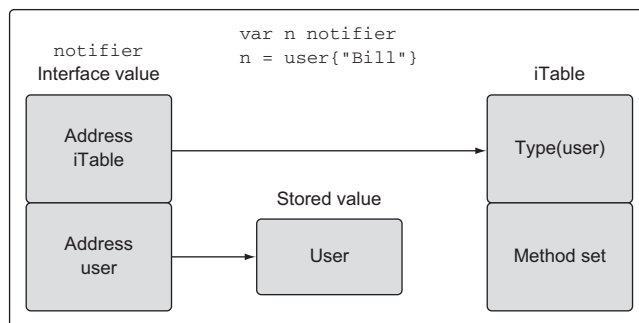 var n notifier
n = user{"Bill"}
notifier
Interface value
iTable
Address
iTable
Type(user)
Stored value
Address
user
User
Method set